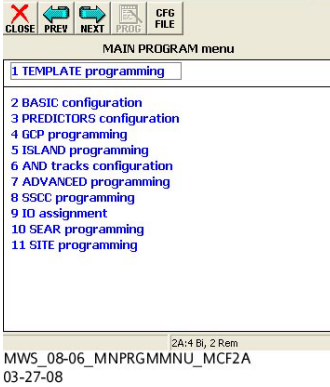 CLOSE PREV NEXT PROG CFG FILE
MAIN PROGRAM menu
1 TEMPLATE programming
2 BASIC configuration
3 PREDICTORS configuration
4 GCP programming
5 ISLAND programming
6 AND tracks configuration
7 ADVANCED programming
8 SSCC programming
9 IO assignment
10 SEAR programming
11 SITE programming
2A:4 Bi, 2 Rem
MWS_08-06_MNPRGMMNU_MCF2A
03-27-08